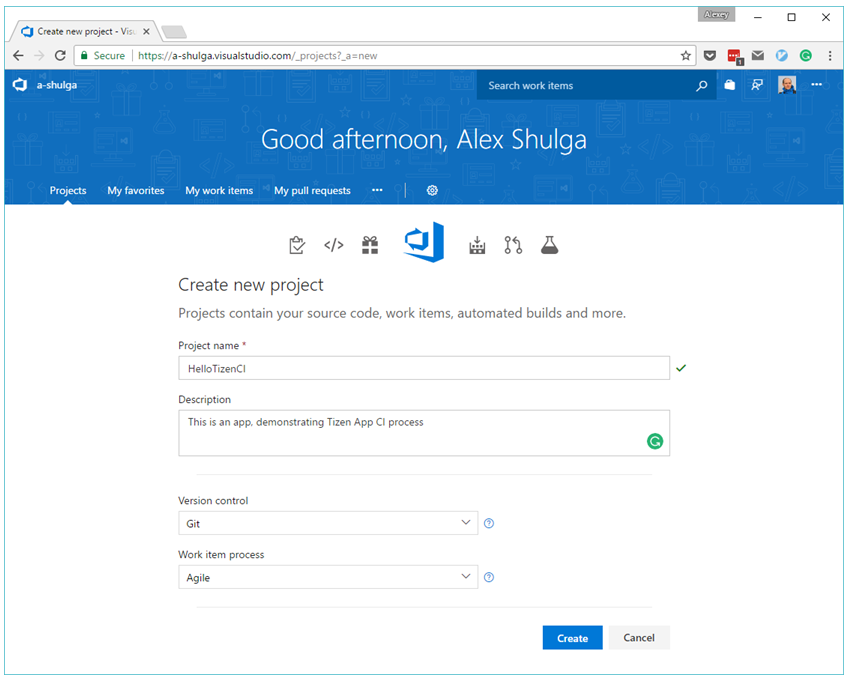 Alexey
Create new project - Visu
Secure
https://a-shulga.visualstudio.com/_projects?_a=new
1
a-shulga
Search work items
Good afternoon, Alex Shulga
Projects My favorites My work items My pull requests ···
</>
Create new project
Projects contain your source code, work items, automated builds and more.
Project name *
HelloTizenCI
Description
This is an app, demonstrating Tizen App CI process
Version control
Git
?
Work item process
Agile
?
Create Cancel